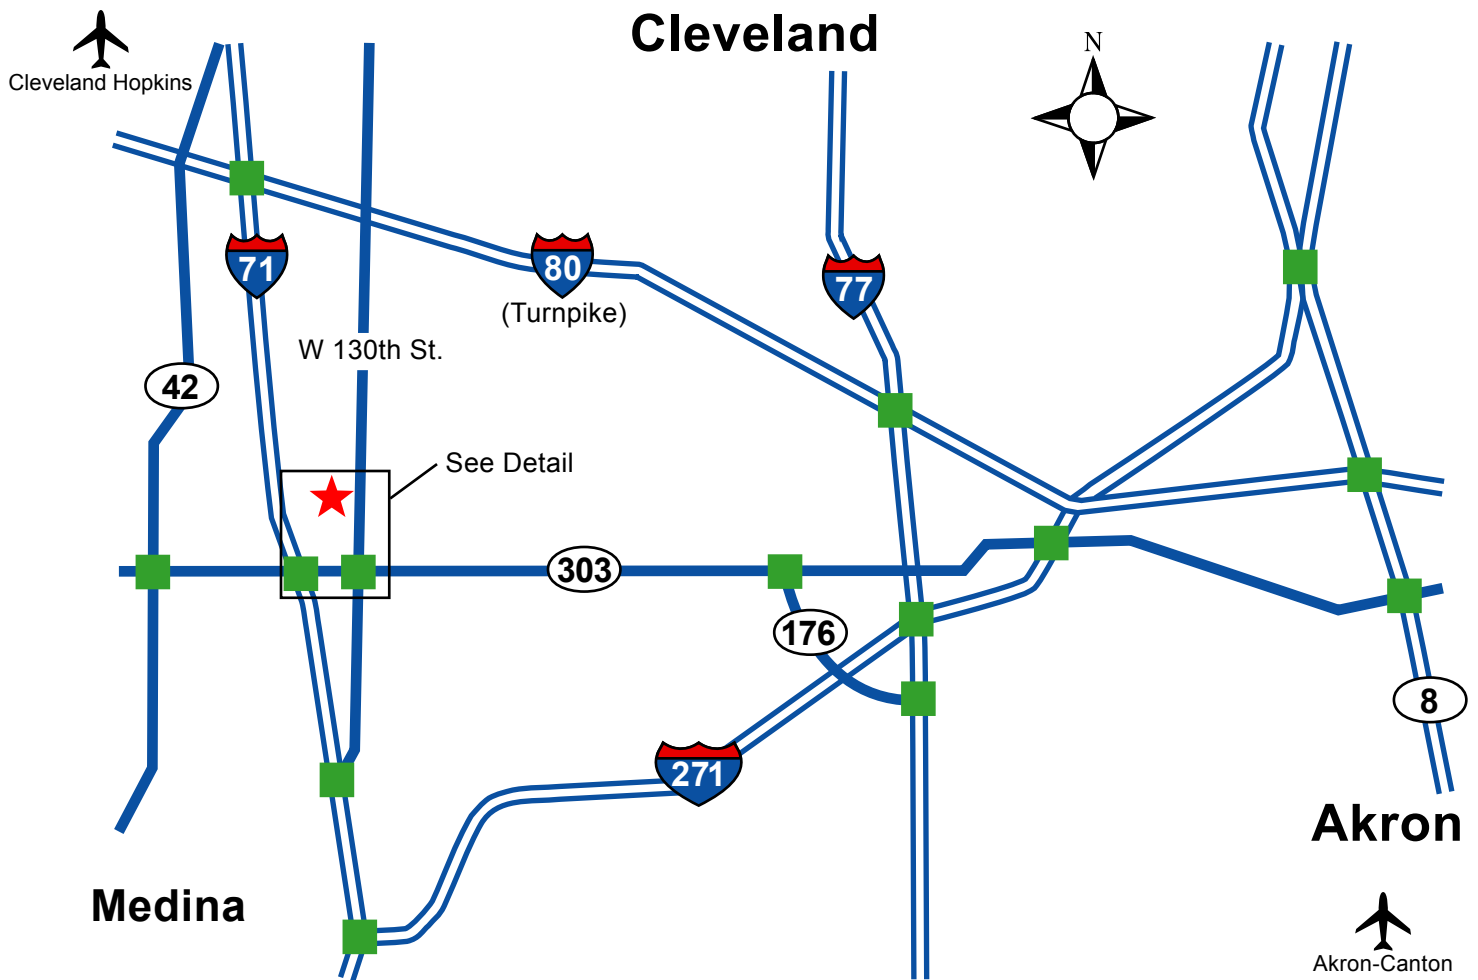 Cleveland
N
Cleveland Hopkins
71
80
(Turnpike)
77
W 130th St.
42
See Detail
303
176
8
271
Akron
Medina
Akron-Canton